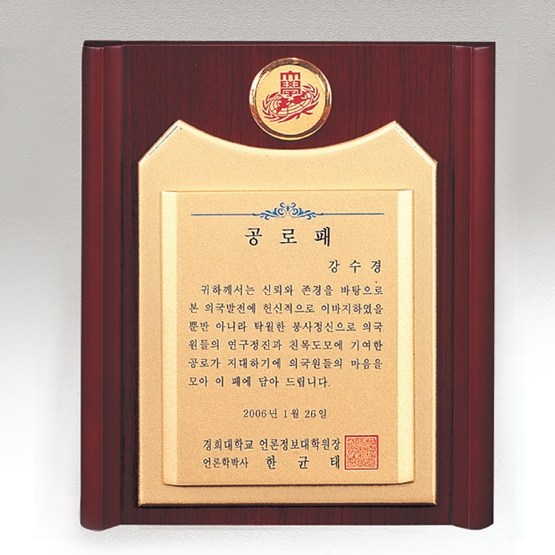 大學
공로패
강수경
귀하께서는 신뢰와 존경을 바탕으로
본 의국발전에 헌신적으로 이바지하였을
뿐만 아니라 탁월한 봉사정신으로 의국
원들의 연구정진과 친목도모에 기여한
공로가 지대하기에 의국원들의 마음을
모아 이 패에 담아 드립니다.
2006년 1월 26일
경희대학교 언론정보대학원장
언론학박사 한균태